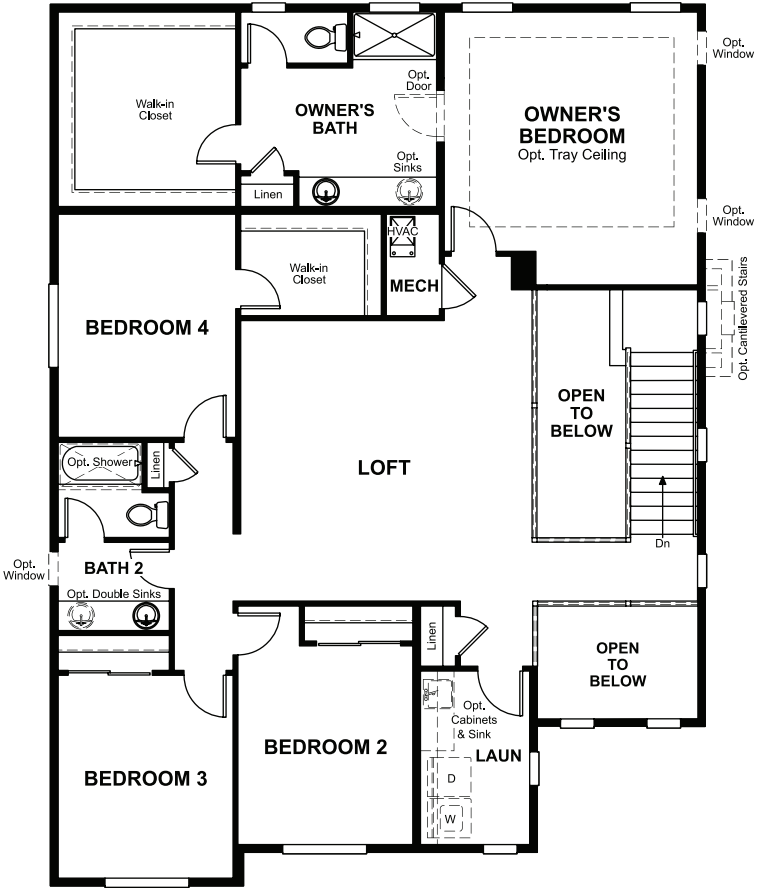 Walk-in
Closet
OWNER'S
BATH
Opt.
Door
Opt.
Sinks
Linen
OWNER'S
BEDROOM
Opt. Tray Ceiling
Opt.
Window
Opt.
Window
Opt. Cantilevered Stairs
HVAC
MECH
Walk-in
Closet
BEDROOM 4
OPEN
TO
BELOW
LOFT
Opt. Shower
Linen
Dn
Opt.
Window
BATH 2
Opt. Double Sinks
Linen
OPEN
TO
BELOW
Opt.
Cabinets
& Sink
LAUN
BEDROOM 2
BEDROOM 3
D
W